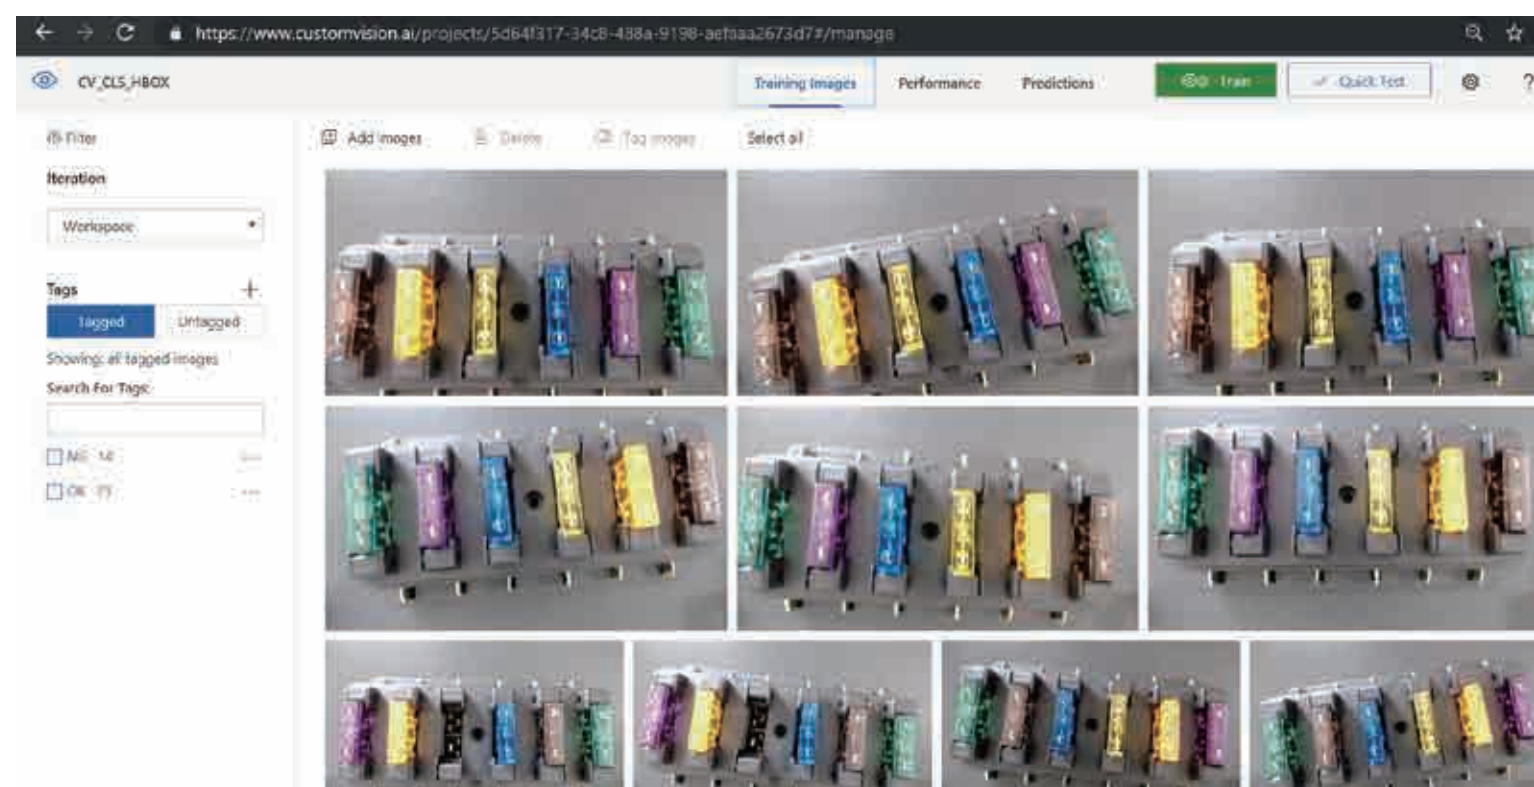 https://www.customvision.ai/projects/5d64f317-34c8-488a-9198-aefaaa2673d7#/manage
CV_CLS_HBOX
Training Images
Performance
Predictions
Train
Quick Test
?
Filter
Add images
Delete
Tag images
Select all
Iteration
Workspace
Tags
Tagged
Untagged
Showing: all tagged images
Search For Tags:
OK